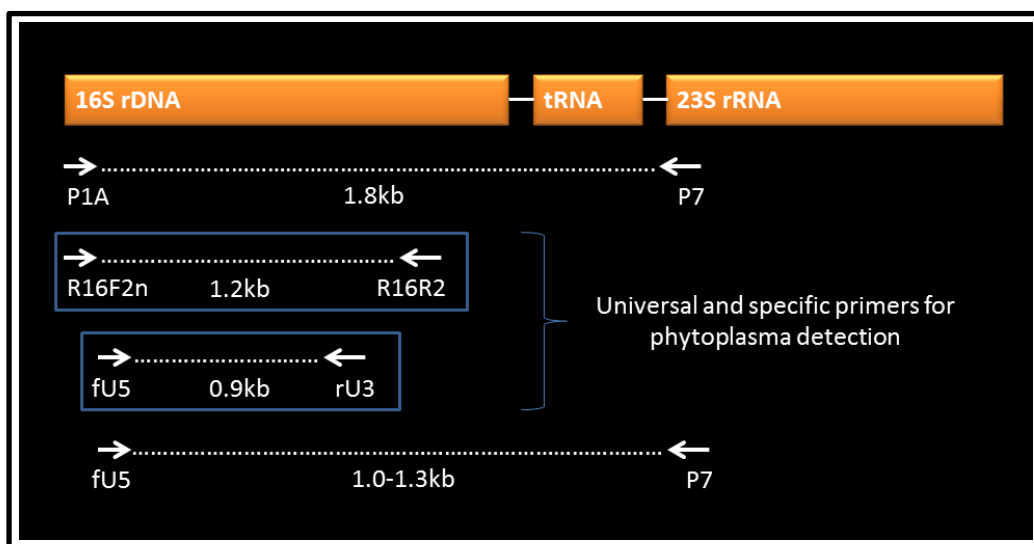 16S rDNA tRNA 23S rRNA
P1A 1.8kb P7
R16F2n 1.2kb R16R2
Universal and specific primers for
phytoplasma detection
fU5 0.9kb rU3
fU5 1.0-1.3kb P7